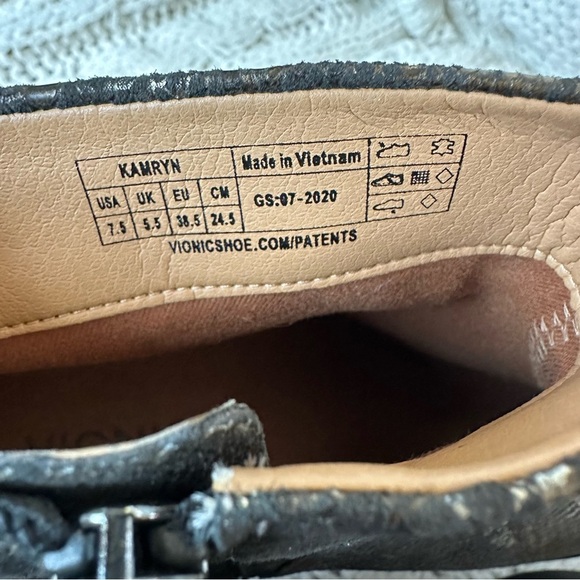 KAMRYN
Made in Vietnam
USA UK EU CM
7.5 5.5 38.5 24.5
GS:07-2020
VIONICSHOE.COM/PATENTS